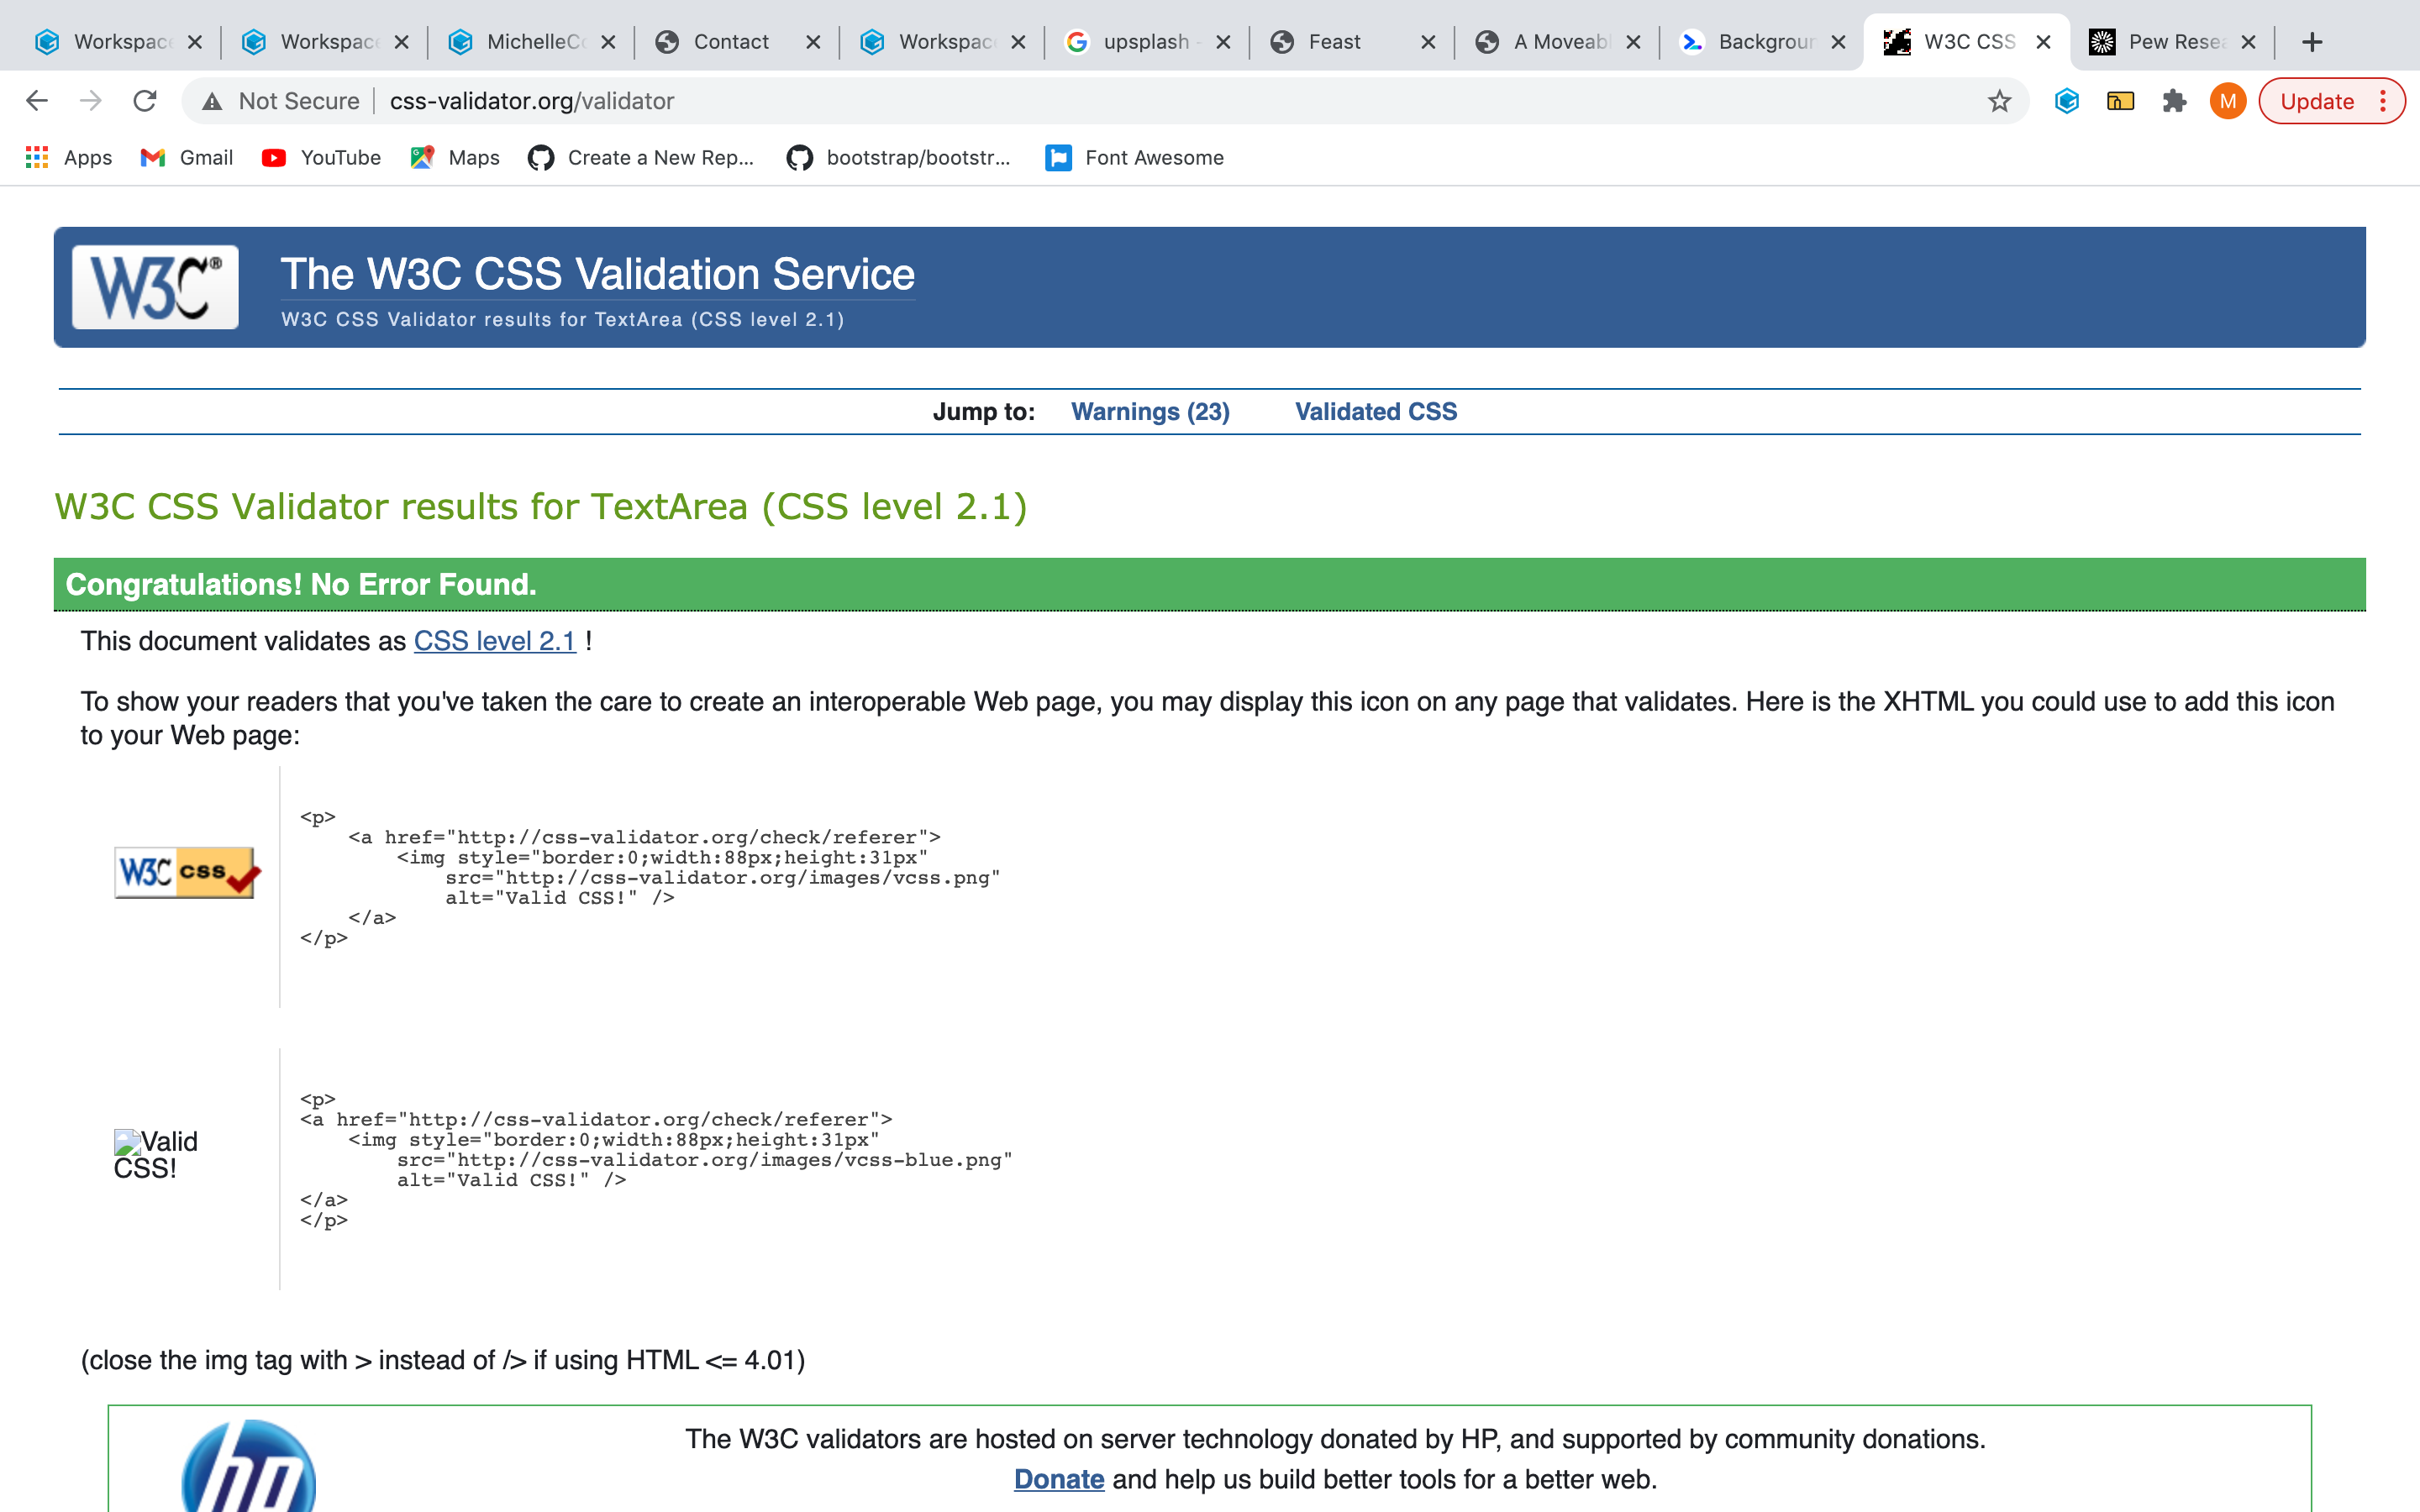 Workspace Workspace MichelleCo Contact Workspace upsplash - Feast A Moveabl Backgroun W3C CSS Pew Resea
Not Secure css-validator.org/validator M Update
Apps Gmail YouTube Maps Create a New Rep... bootstrap/bootstr... Font Awesome
W3C® The W3C CSS Validation Service
W3C CSS Validator results for TextArea (CSS level 2.1)
Jump to: Warnings (23) Validated CSS
W3C CSS Validator results for TextArea (CSS level 2.1)
Congratulations! No Error Found.
This document validates as CSS level 2.1 !
To show your readers that you've taken the care to create an interoperable Web page, you may display this icon on any page that validates. Here is the XHTML you could use to add this icon
to your Web page:
W3C css
<p>
<a href="http://css-validator.org/check/referer">
<img style="border:0;width:88px;height:31px"
src="http://css-validator.org/images/vcss.png"
alt="Valid CSS!" />
</a>
</p>
Valid
CSS!
<p>
<a href="http://css-validator.org/check/referer">
<img style="border:0;width:88px;height:31px"
src="http://css-validator.org/images/vcss-blue.png"
alt="Valid CSS!" />
</a>
</p>
(close the img tag with > instead of /> if using HTML <= 4.01)
hp
The W3C validators are hosted on server technology donated by HP, and supported by community donations.
Donate and help us build better tools for a better web.